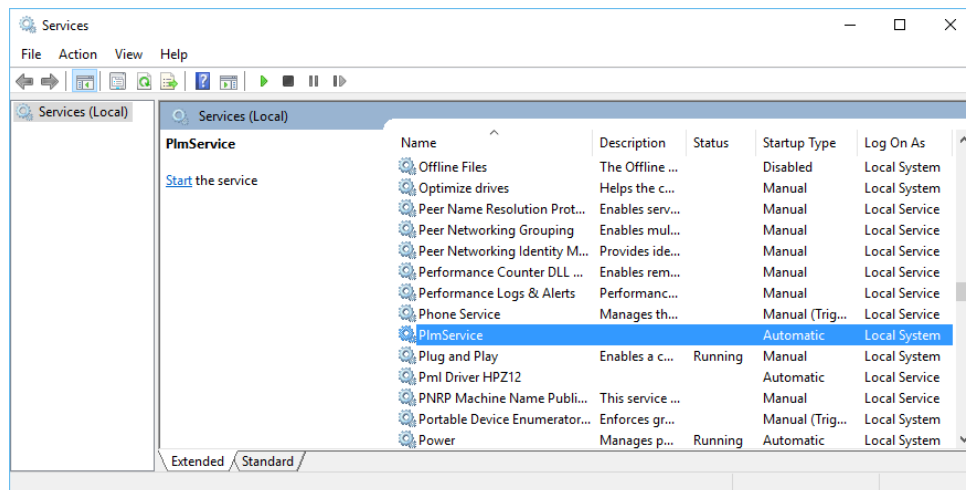 Services
File Action View Help
Services (Local)
Services (Local)
PlmService
Start the service
Name Description Status Startup Type Log On As
Offline Files The Offline ... Disabled Local System
Optimize drives Helps the c... Manual Local System
Peer Name Resolution Prot... Enables serv... Manual Local Service
Peer Networking Grouping Enables mul... Manual Local Service
Peer Networking Identity M... Provides ide... Manual Local Service
Performance Counter DLL ... Enables rem... Manual Local Service
Performance Logs & Alerts Performanc... Manual Local Service
Phone Service Manages th... Manual (Trig... Local Service
PlmService Automatic Local System
Plug and Play Enables a c... Running Manual Local System
Pml Driver HPZ12 Automatic Local Service
PNRP Machine Name Publi... This service ... Manual Local Service
Portable Device Enumerator... Enforces gr... Manual (Trig... Local System
Power Manages p... Running Automatic Local System
Extended Standard